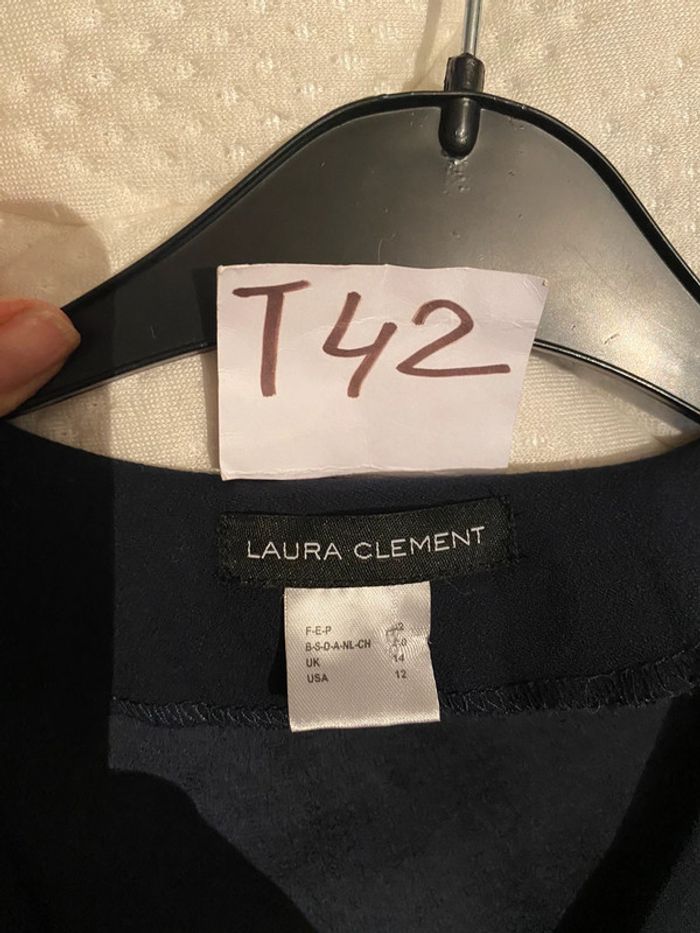 T42
LAURA CLEMENT
F-E-P
B-S-D-A-NL-CH
UK 14
USA 12